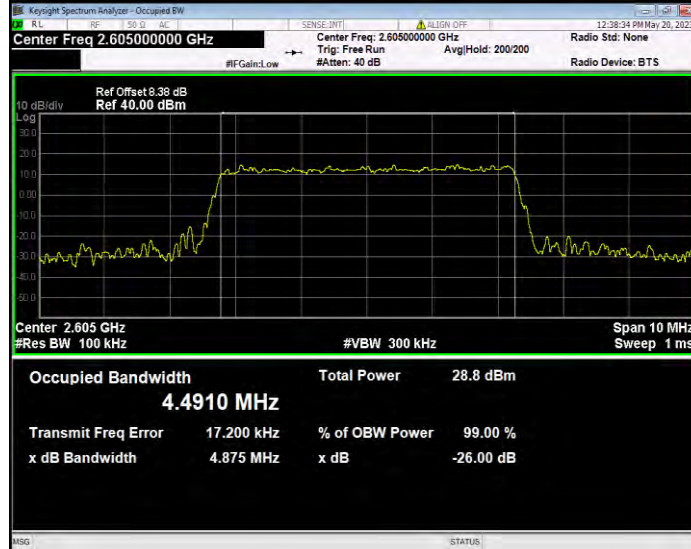 Keysight Spectrum Analyzer - Occupied BW
RL RF 50 Ω AC SENSE:INT ALIGN OFF 12:38:34 PM May 20, 202
Center Freq 2.605000000 GHz
Center Freq: 2.605000000 GHz Radio Std: None
Trig: Free Run Avg|Hold: 200/200
#IFGain:Low #Atten: 40 dB Radio Device: BTS
Ref Offset 8.38 dB
10 dB/div Ref 40.00 dBm
Log
30.0
20.0
10.0
0.00
-10.0
-20.0
-30.0
-40.0
-50.0
Center 2.605 GHz Span 10 MHz
#Res BW 100 kHz #VBW 300 kHz Sweep 1 ms
Occupied Bandwidth Total Power 28.8 dBm
4.4910 MHz
Transmit Freq Error 17.200 kHz % of OBW Power 99.00 %
x dB Bandwidth 4.875 MHz x dB -26.00 dB
MSG STATUS